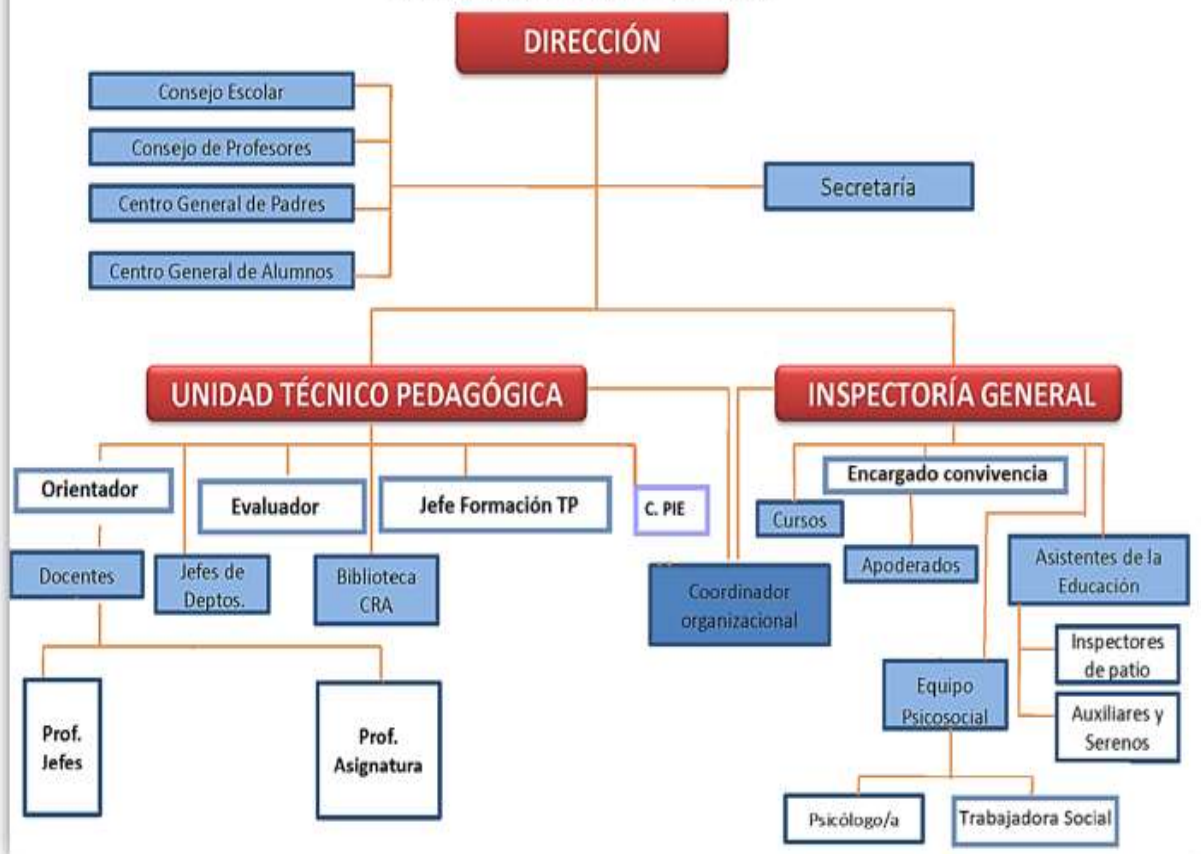 DIRECCIÓN
Consejo Escolar
Consejo de Profesores
Centro General de Padres
Centro General de Alumnos
Secretaría
UNIDAD TÉCNICO PEDAGÓGICA
INSPECTORÍA GENERAL
Orientador
Evaluador
Jefe Formación TP
C. PIE
Encargado convivencia
Cursos
Docentes
Jefes de
Deptos.
Biblioteca
CRA
Coordinador
organizacional
Apoderados
Asistentes de la
Educación
Inspectores
de patio
Equipo
Psicosocial
Auxiliares y
Serenos
Prof.
Jefes
Prof.
Asignatura
Psicólogo/a
Trabajadora Social